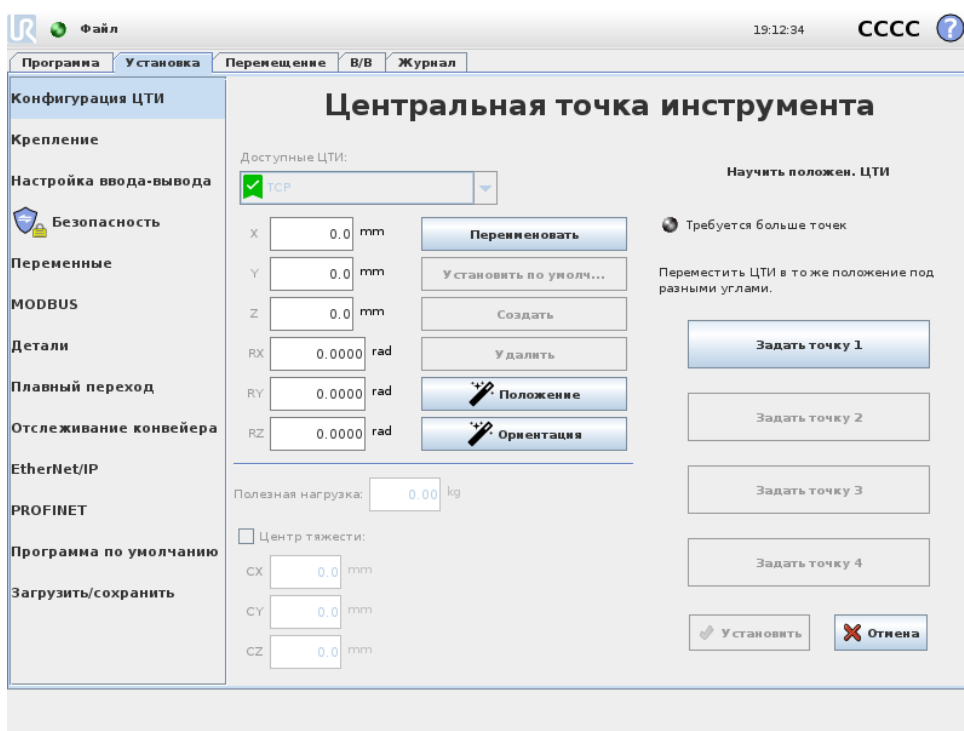 UR Файл 19:12:34 CCCC ?
Программа Установка Перемещение В/В Журнал
Конфигурация ЦТИ
Крепление
Настройка ввода-вывода
Безопасность
Переменные
MODBUS
Детали
Плавный переход
Отслеживание конвейера
EtherNet/IP
PROFINET
Программа по умолчанию
Загрузить/сохранить
Центральная точка инструмента
Доступные ЦТИ:
TCP
X 0.0 mm Переименовать
Y 0.0 mm Установить по умолч...
Z 0.0 mm Создать
RX 0.0000 rad Удалить
RY 0.0000 rad Положение
RZ 0.0000 rad Ориентация
Полезная нагрузка: 0.00 kg
Центр тяжести:
CX 0.0 mm
CY 0.0 mm
CZ 0.0 mm
Научить положен. ЦТИ
Требуется больше точек
Переместить ЦТИ в то же положение под
разными углами.
Задать точку 1
Задать точку 2
Задать точку 3
Задать точку 4
Установить Отмена